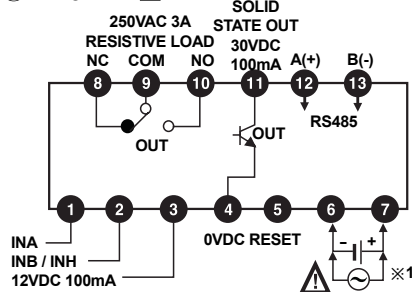 SOLID
250VAC 3A STATE OUT
RESISTIVE LOAD 30VDC
NC COM NO 100mA A(+) B(-)
8 9 10 11 12 13
OUT OUT RS485
1 2 3 4 5 6 7
INA 0VDC RESET - +
INB / INH
12VDC 100mA ※1